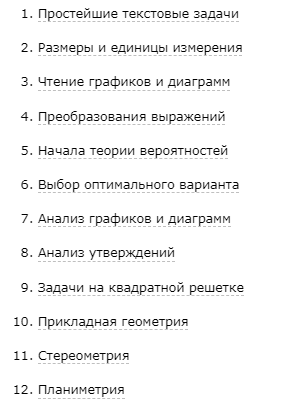 1. Простейшие текстовые задачи
2. Размеры и единицы измерения
3. Чтение графиков и диаграмм
4. Преобразования выражений
5. Начала теории вероятностей
6. Выбор оптимального варианта
7. Анализ графиков и диаграмм
8. Анализ утверждений
9. Задачи на квадратной решетке
10. Прикладная геометрия
11. Стереометрия
12. Планиметрия